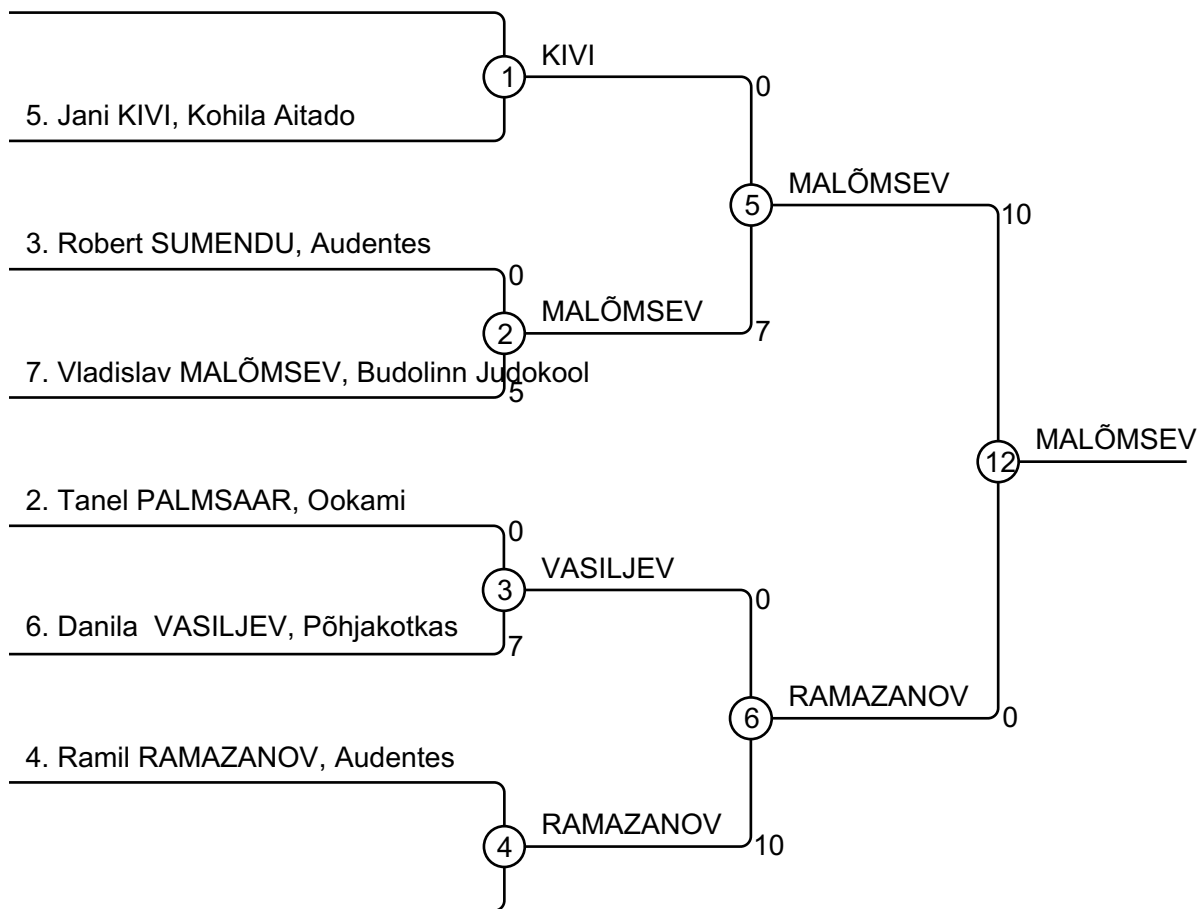 KIVI
1
0
5. Jani KIVI, Kohila Aitado
MALÕMSEV
5
10
3. Robert SUMENDU, Audentes
0
MALÕMSEV
2
7
7. Vladislav MALÕMSEV, Budolinn Judokool
5
MALÕMSEV
12
2. Tanel PALMSAAR, Ookami
0
VASILJEV
3
0
6. Danila  VASILJEV, Põhjakotkas
7
RAMAZANOV
6
0
4. Ramil RAMAZANOV, Audentes
RAMAZANOV
4
10